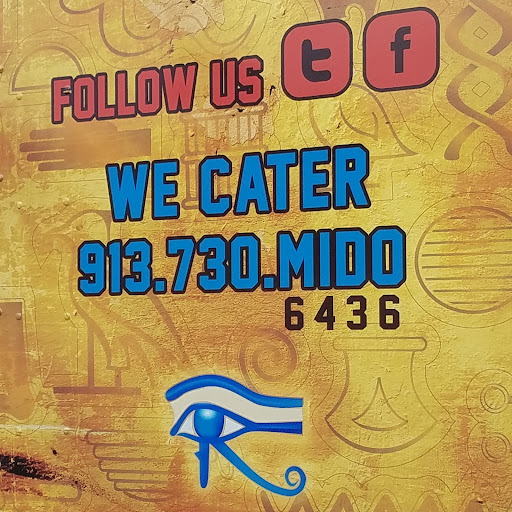 FOLLOW US t f
WE CATER
913.730.MIDO
6436